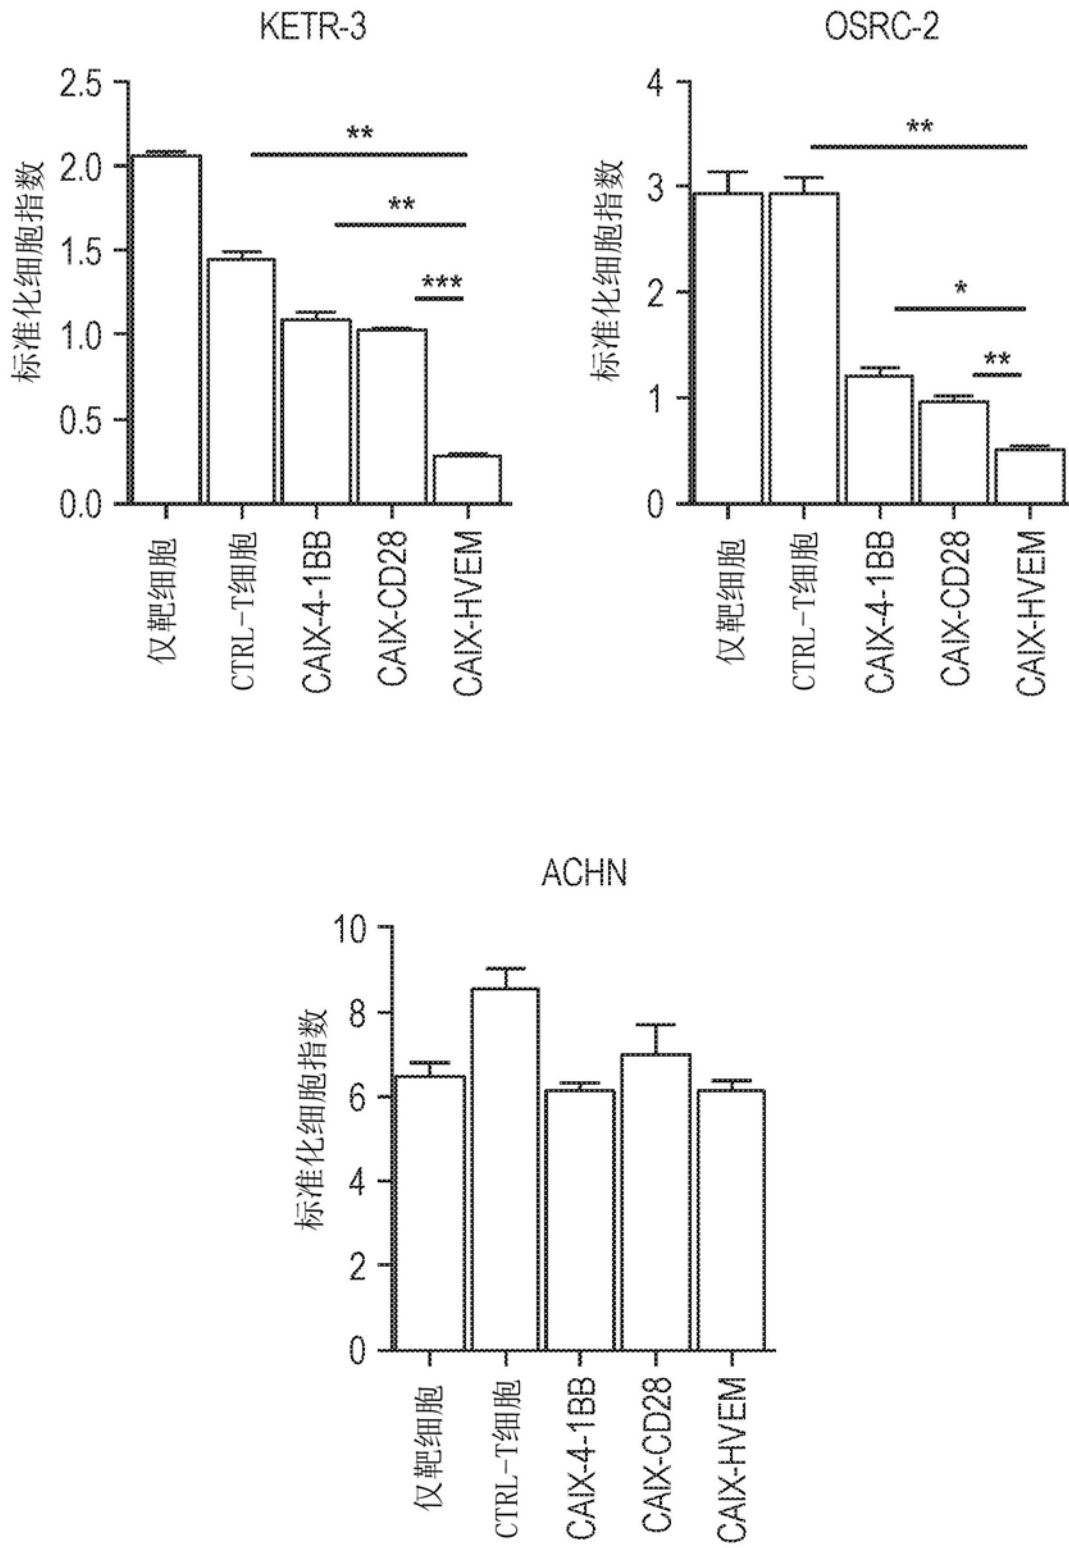 KETR-3
标准化细胞指数
2.5
2.0
1.5
1.0
0.5
0.0
**
**
***
仅靶细胞
CTRL-T细胞
CAIX-4-1BB
CAIX-CD28
CAIX-HVEM
OSRC-2
标准化细胞指数
4
3
2
1
0
**
*
**
仅靶细胞
CTRL-T细胞
CAIX-4-1BB
CAIX-CD28
CAIX-HVEM
ACHN
标准化细胞指数
10
8
6
4
2
0
仅靶细胞
CTRL-T细胞
CAIX-4-1BB
CAIX-CD28
CAIX-HVEM